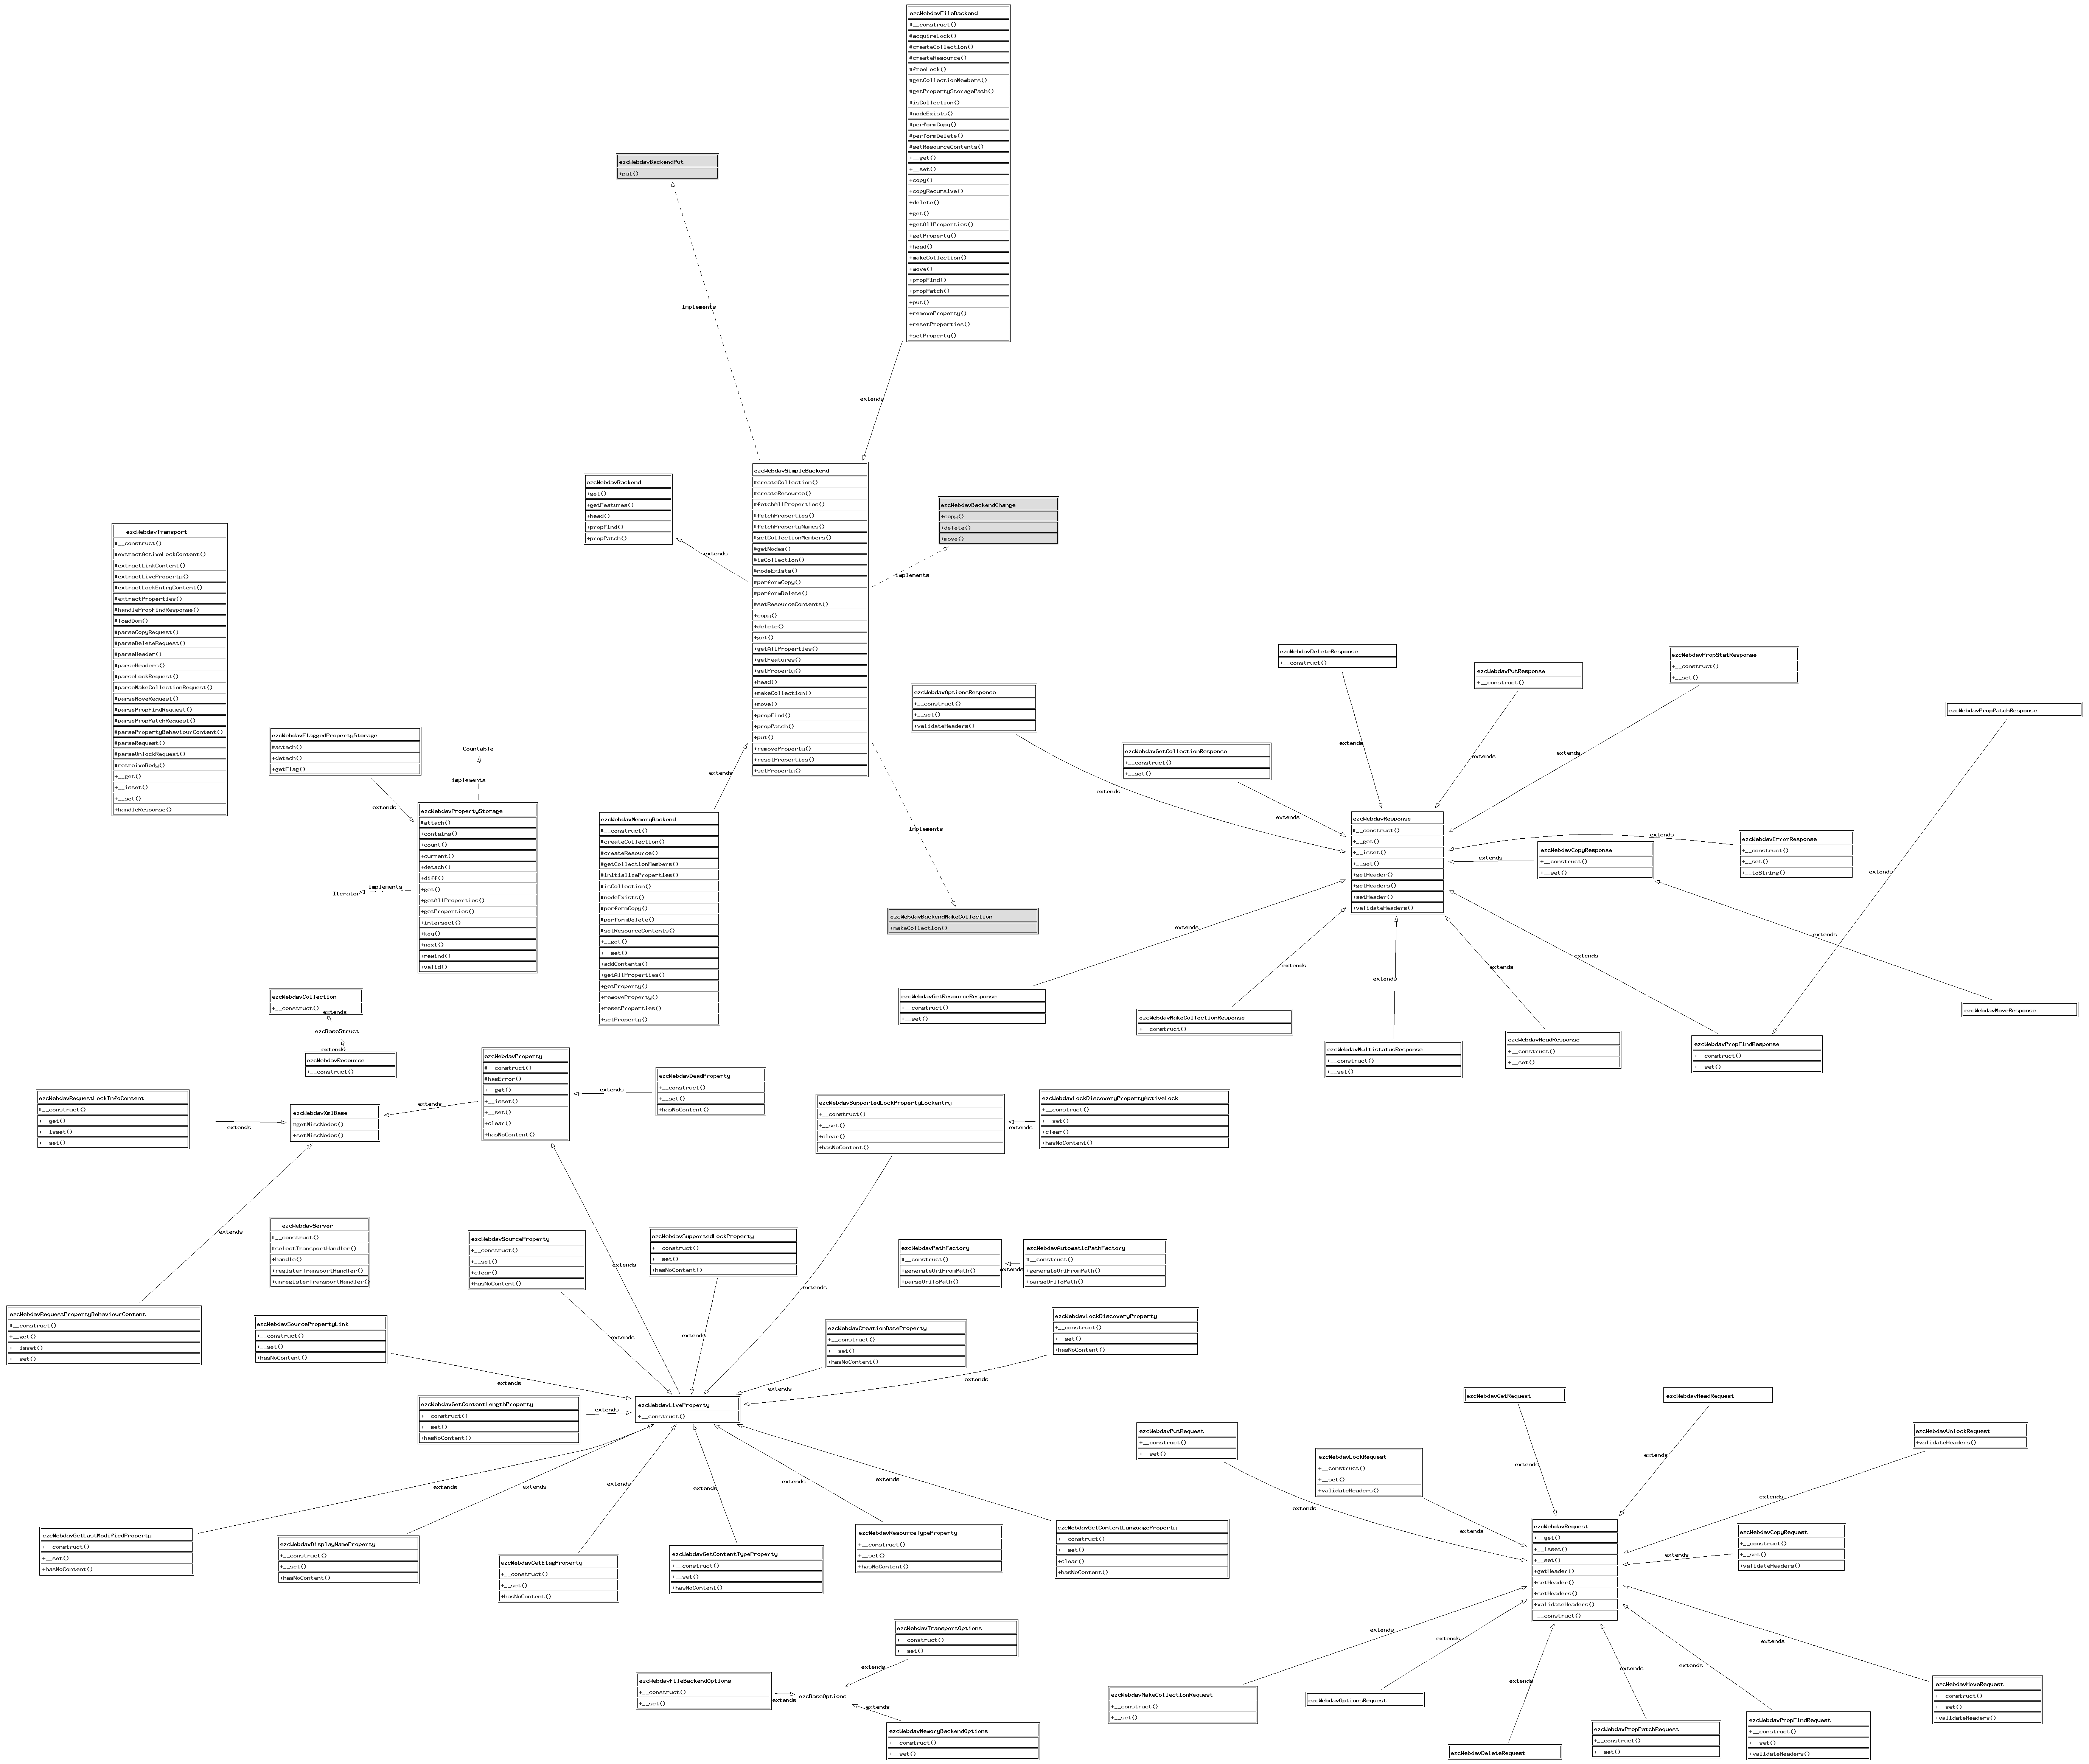 ezcWebdavFileBackend
#__construct()
#acquireLock()
#createCollection()
#createResource()
#freeLock()
#getCollectionMembers()
#getPropertyStoragePath()
#isCollection()
#nodeExists()
#performCopy()
#performDelete()
#setResourceContents()
+__get()
+__set()
+copy()
+copyRecursive()
+delete()
+get()
+getAllProperties()
+getProperty()
+head()
+makeCollection()
+move()
+propFind()
+propPatch()
+put()
+removeProperty()
+resetProperties()
+setProperty()
ezcWebdavBackendPut
+put()
implements
extends
ezcWebdavSimpleBackend
#createCollection()
#createResource()
#fetchAllProperties()
#fetchProperties()
#fetchPropertyNames()
#getCollectionMembers()
#getNodes()
#isCollection()
#nodeExists()
#performCopy()
#performDelete()
#setResourceContents()
+copy()
+delete()
+get()
+getAllProperties()
+getFeatures()
+getProperty()
+head()
+makeCollection()
+move()
+propFind()
+propPatch()
+put()
+removeProperty()
+resetProperties()
+setProperty()
ezcWebdavBackend
+get()
+getFeatures()
+head()
+propFind()
+propPatch()
extends
ezcWebdavBackendChange
+copy()
+delete()
+move()
implements
ezcWebdavTransport
#__construct()
#extractActiveLockContent()
#extractLinkContent()
#extractLiveProperty()
#extractLockEntryContent()
#extractProperties()
#handlePropFindResponse()
#loadDom()
#parseCopyRequest()
#parseDeleteRequest()
#parseHeader()
#parseHeaders()
#parseLockRequest()
#parseMakeCollectionRequest()
#parseMoveRequest()
#parsePropFindRequest()
#parsePropPatchRequest()
#parsePropertyBehaviourContent()
#parseRequest()
#parseUnlockRequest()
#retreiveBody()
+__get()
+__isset()
+__set()
+handleResponse()
ezcWebdavFlaggedPropertyStorage
#attach()
+detach()
+getFlag()
extends
Countable
implements
Iterator
implements
ezcWebdavPropertyStorage
#attach()
+contains()
+count()
+current()
+detach()
+diff()
+get()
+getAllProperties()
+getProperties()
+intersect()
+key()
+next()
+rewind()
+valid()
extends
ezcWebdavMemoryBackend
#__construct()
#createCollection()
#createResource()
#getCollectionMembers()
#initializeProperties()
#isCollection()
#nodeExists()
#performCopy()
#performDelete()
#setResourceContents()
+__get()
+__set()
+addContents()
+getAllProperties()
+getProperty()
+removeProperty()
+resetProperties()
+setProperty()
implements
ezcWebdavBackendMakeCollection
+makeCollection()
ezcWebdavOptionsResponse
+__construct()
+__set()
+validateHeaders()
extends
ezcWebdavGetCollectionResponse
+__construct()
+__set()
extends
ezcWebdavDeleteResponse
+__construct()
extends
ezcWebdavPutResponse
+__construct()
extends
ezcWebdavPropStatResponse
+__construct()
+__set()
extends
ezcWebdavPropPatchResponse
extends
ezcWebdavResponse
#__construct()
+__get()
+__isset()
+__set()
+getHeader()
+getHeaders()
+setHeader()
+validateHeaders()
extends
ezcWebdavErrorResponse
+__construct()
+__set()
+__toString()
extends
ezcWebdavCopyResponse
+__construct()
+__set()
extends
ezcWebdavMoveResponse
extends
ezcWebdavGetResourceResponse
+__construct()
+__set()
extends
ezcWebdavMakeCollectionResponse
+__construct()
extends
ezcWebdavMultistatusResponse
+__construct()
+__set()
extends
ezcWebdavHeadResponse
+__construct()
+__set()
extends
ezcWebdavPropFindResponse
+__construct()
+__set()
ezcWebdavCollection
+__construct()
extends
ezcBaseStruct
extends
ezcWebdavResource
+__construct()
ezcWebdavRequestLockInfoContent
#__construct()
+__get()
+__isset()
+__set()
extends
ezcWebdavXmlBase
#getMiscNodes()
+setMiscNodes()
extends
ezcWebdavProperty
#__construct()
#hasError()
+__get()
+__isset()
+__set()
+clear()
+hasNoContent()
extends
ezcWebdavDeadProperty
+__construct()
+__set()
+hasNoContent()
ezcWebdavSupportedLockPropertyLockentry
+__construct()
+__set()
+clear()
+hasNoContent()
extends
ezcWebdavLockDiscoveryPropertyActiveLock
+__construct()
+__set()
+clear()
+hasNoContent()
extends
ezcWebdavServer
#__construct()
#selectTransportHandler()
+handle()
+registerTransportHandler()
+unregisterTransportHandler()
ezcWebdavSourceProperty
+__construct()
+__set()
+clear()
+hasNoContent()
extends
extends
ezcWebdavSupportedLockProperty
+__construct()
+__set()
+hasNoContent()
extends
extends
ezcWebdavPathFactory
#__construct()
+generateUriFromPath()
+parseUriToPath()
extends
ezcWebdavAutomaticPathFactory
#__construct()
+generateUriFromPath()
+parseUriToPath()
ezcWebdavRequestPropertyBehaviourContent
#__construct()
+__get()
+__isset()
+__set()
ezcWebdavSourcePropertyLink
+__construct()
+__set()
+hasNoContent()
extends
ezcWebdavCreationDateProperty
+__construct()
+__set()
+hasNoContent()
extends
ezcWebdavLockDiscoveryProperty
+__construct()
+__set()
+hasNoContent()
extends
ezcWebdavGetContentLengthProperty
+__construct()
+__set()
+hasNoContent()
extends
ezcWebdavLiveProperty
+__construct()
extends
extends
extends
extends
extends
extends
ezcWebdavGetLastModifiedProperty
+__construct()
+__set()
+hasNoContent()
ezcWebdavDisplayNameProperty
+__construct()
+__set()
+hasNoContent()
ezcWebdavGetEtagProperty
+__construct()
+__set()
+hasNoContent()
ezcWebdavGetContentTypeProperty
+__construct()
+__set()
+hasNoContent()
ezcWebdavResourceTypeProperty
+__construct()
+__set()
+hasNoContent()
ezcWebdavGetContentLanguageProperty
+__construct()
+__set()
+clear()
+hasNoContent()
ezcWebdavGetRequest
extends
ezcWebdavHeadRequest
extends
ezcWebdavPutRequest
+__construct()
+__set()
extends
ezcWebdavLockRequest
+__construct()
+__set()
+validateHeaders()
extends
ezcWebdavUnlockRequest
+validateHeaders()
extends
ezcWebdavRequest
+__get()
+__isset()
+__set()
+getHeader()
+setHeader()
+setHeaders()
+validateHeaders()
-__construct()
extends
ezcWebdavCopyRequest
+__construct()
+__set()
+validateHeaders()
ezcWebdavTransportOptions
+__construct()
+__set()
extends
ezcWebdavFileBackendOptions
+__construct()
+__set()
extends
ezcBaseOptions
extends
ezcWebdavMemoryBackendOptions
+__construct()
+__set()
extends
extends
extends
extends
extends
extends
ezcWebdavMakeCollectionRequest
+__construct()
+__set()
ezcWebdavOptionsRequest
ezcWebdavDeleteRequest
ezcWebdavPropPatchRequest
+__construct()
+__set()
ezcWebdavPropFindRequest
+__construct()
+__set()
+validateHeaders()
ezcWebdavMoveRequest
+__construct()
+__set()
+validateHeaders()